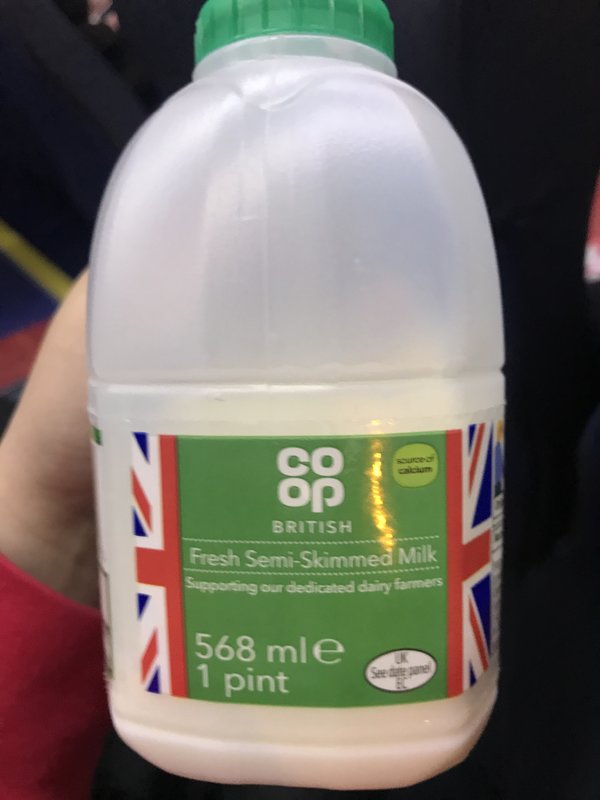 co
op
source of
calcium
BRITISH
Fresh Semi-Skimmed Milk
Supporting our dedicated dairy farmers
568 ml e
1 pint
UK
See date panel
EC